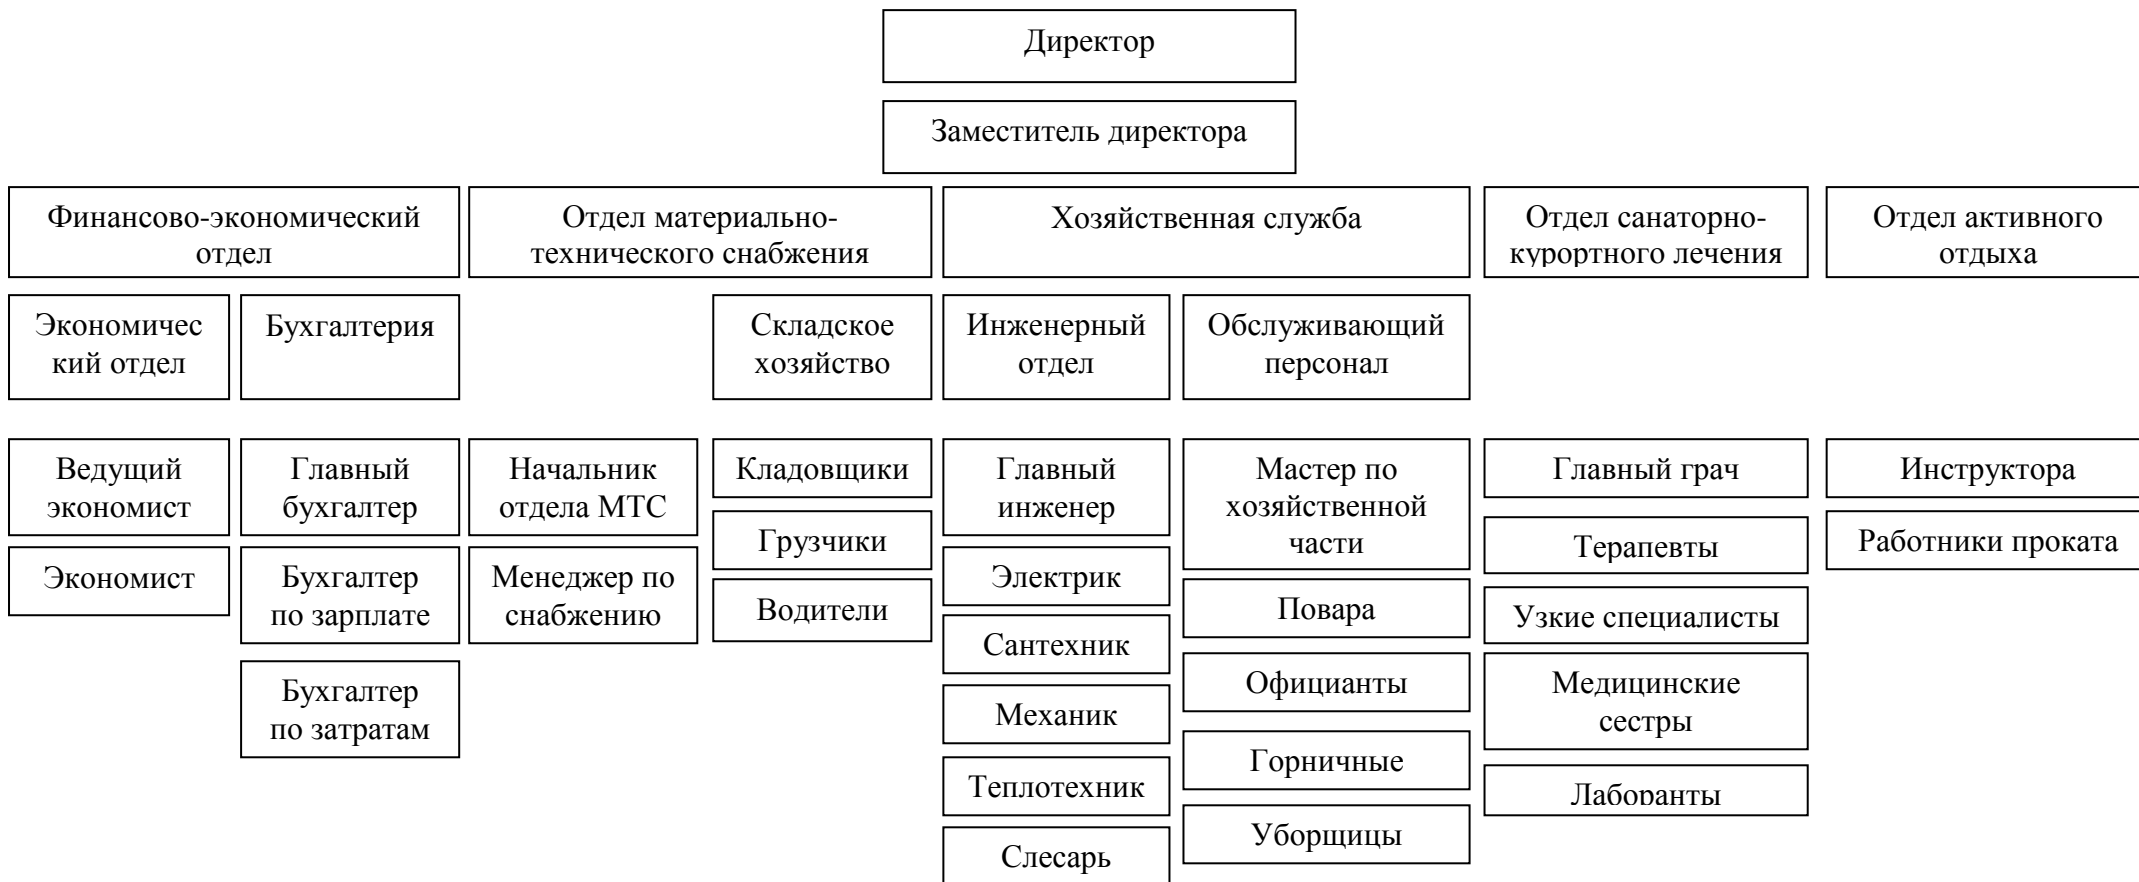 Директор
Заместитель директора
Финансово-экономический
отдел
Отдел материально-
технического снабжения
Хозяйственная служба
Отдел санаторно-
курортного лечения
Отдел активного
отдыха
Экономичес
кий отдел
Бухгалтерия
Складское
хозяйство
Инженерный
отдел
Обслуживающий
персонал
Ведущий
экономист
Экономист
Главный
бухгалтер
Бухгалтер
по зарплате
Бухгалтер
по затратам
Начальник
отдела МТС
Менеджер по
снабжению
Кладовщики
Грузчики
Водители
Главный
инженер
Электрик
Сантехник
Механик
Теплотехник
Слесарь
Мастер по
хозяйственной
части
Повара
Официанты
Горничные
Уборщицы
Главный грач
Терапевты
Узкие специалисты
Медицинские
сестры
Лаборанты
Инструктора
Работники проката